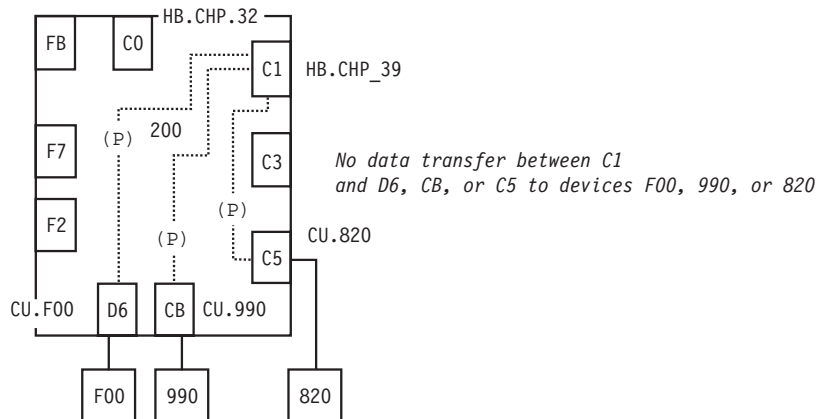 HB.CHP.32
FB
C0
C1
HB.CHP_39
(P)
200
F7
C3
No data transfer between C1
and D6, CB, or C5 to devices F00, 990, or 820
(P)
F2
(P)
CU.820
C5
CU.F00
D6
CB
CU.990
F00
990
820